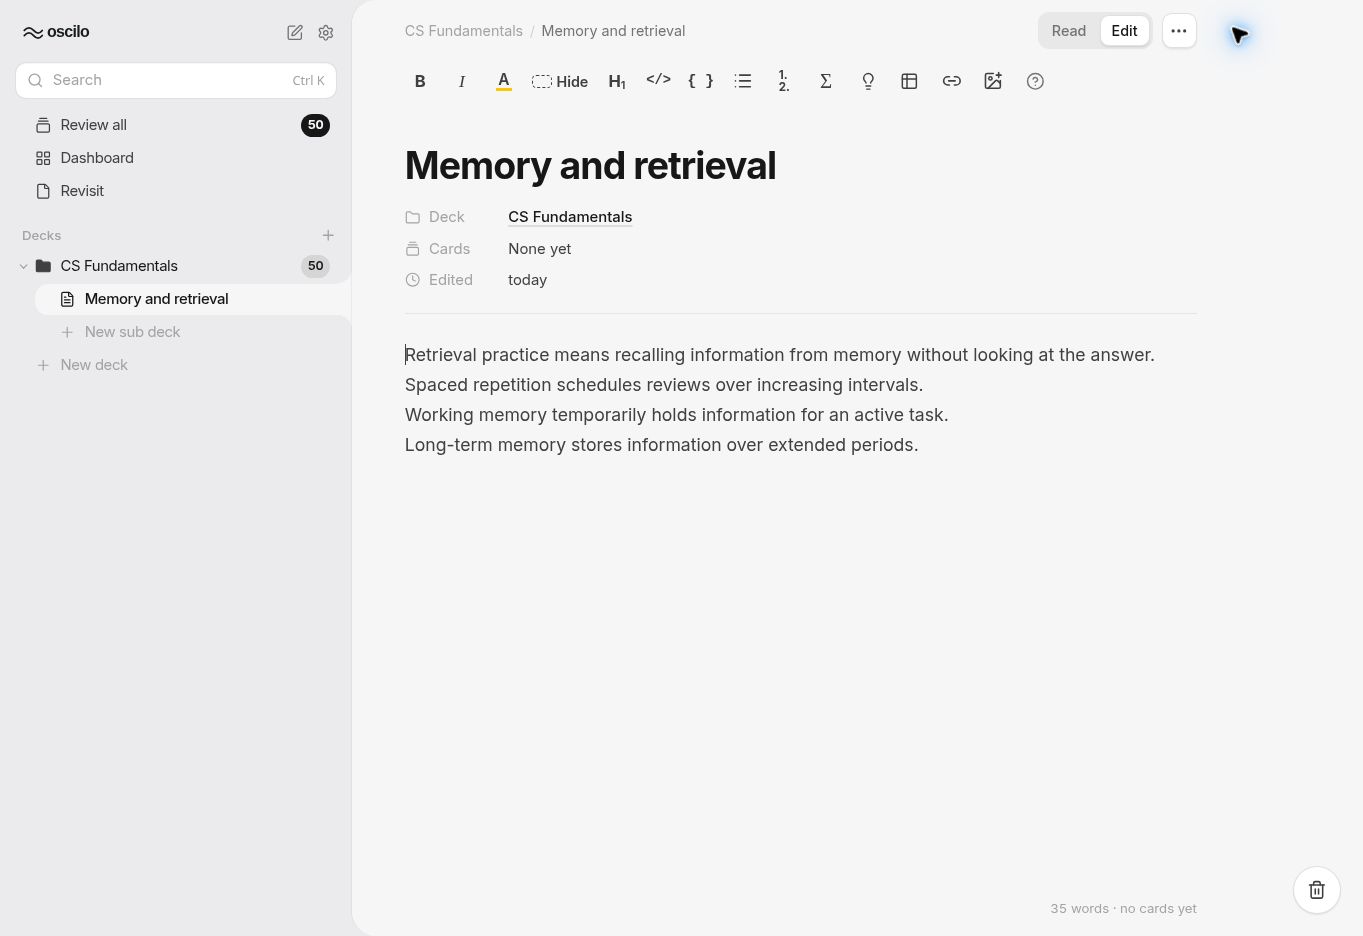 oscilo
Search Ctrl K
Review all 50
Dashboard
Revisit
Decks
CS Fundamentals 50
Memory and retrieval
New sub deck
New deck
CS Fundamentals / Memory and retrieval
Read Edit
B I A Hide H1 </> { } 1. 2. Σ
Memory and retrieval
Deck CS Fundamentals
Cards None yet
Edited today
Retrieval practice means recalling information from memory without looking at the answer.
Spaced repetition schedules reviews over increasing intervals.
Working memory temporarily holds information for an active task.
Long-term memory stores information over extended periods.
35 words · no cards yet